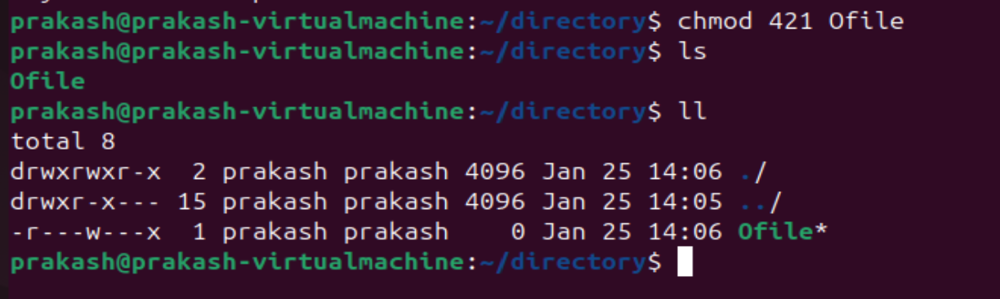 prakash@prakash-virtualmachine:~/directory$ chmod 421 Ofile
prakash@prakash-virtualmachine:~/directory$ ls
Ofile
prakash@prakash-virtualmachine:~/directory$ ll
total 8
drwxrwxr-x  2 prakash prakash 4096 Jan 25 14:06 ./
drwxr-x--- 15 prakash prakash 4096 Jan 25 14:05 ../
-r---w---x  1 prakash prakash    0 Jan 25 14:06 Ofile*
prakash@prakash-virtualmachine:~/directory$